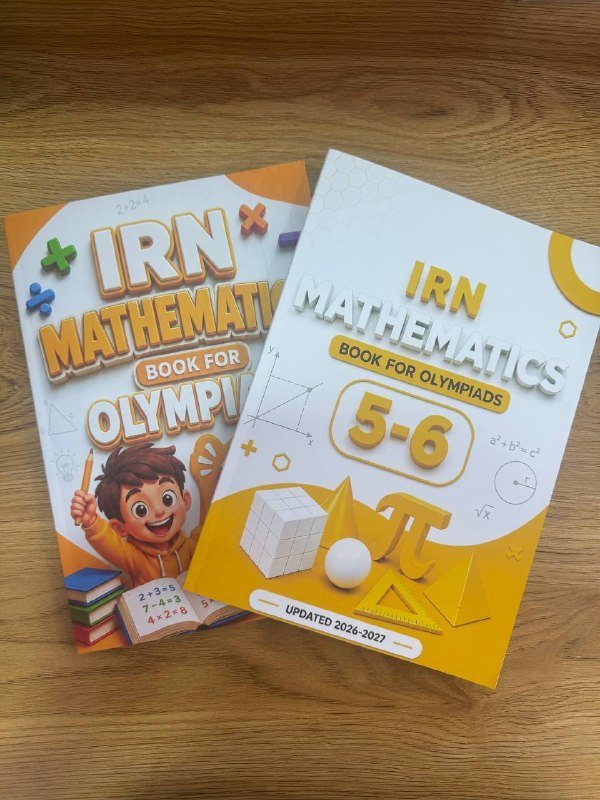 2+2=4
IRN
MATHEMATIC
BOOK FOR
OLYMPI
2+3=5
7-4=3
4×2=8
IRN
MATHEMATICS
BOOK FOR OLYMPIADS
5-6
y
x
a²+b²=c²
r
√x
π
UPDATED 2026-2027